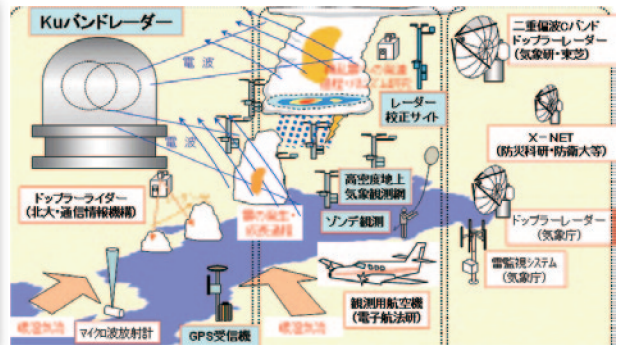 Kuバンドレーダー
電波
電波
レーダー
校正サイト
二重偏波Cバンド
ドップラーレーダー
(気象研・東芝)
X-NET
(防災科研・防衛大等)
高密度地上
気象観測網
ゾンデ観測
ドップラーライダー
(北大・通信情報機構)
ドップラーレーダー
(気象庁)
雷監視システム
(気象庁)
観測用航空機
(電子航法研)
マイクロ波放射計
GPS受信機
暖湿気流
暖湿気流